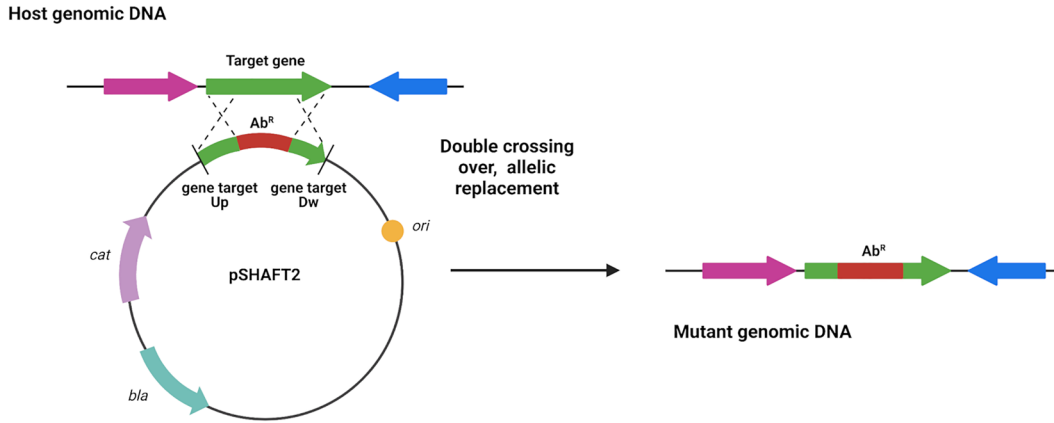 Host genomic DNA
Target gene
Ab^R
gene target
Up
gene target
Dw
cat
ori
pSHAFT2
bla
Double crossing
over, allelic
replacement
Ab^R
Mutant genomic DNA